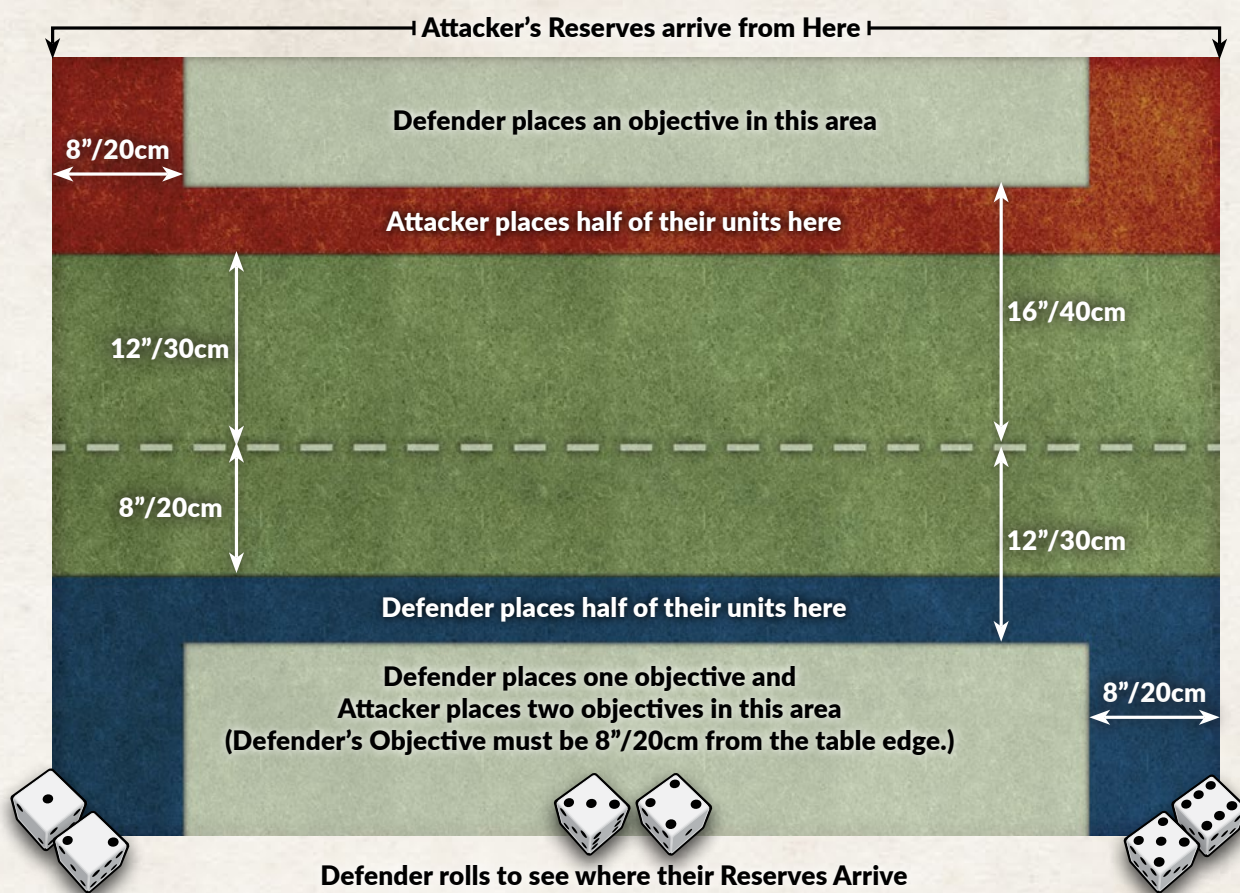 Attacker’s Reserves arrive from Here
Defender places an objective in this area
8”/20cm
Attacker places half of their units here
16”/40cm
12”/30cm
8”/20cm
12”/30cm
Defender places half of their units here
Defender places one objective and
Attacker places two objectives in this area
(Defender’s Objective must be 8”/20cm from the table edge.)
8”/20cm
Defender rolls to see where their Reserves Arrive